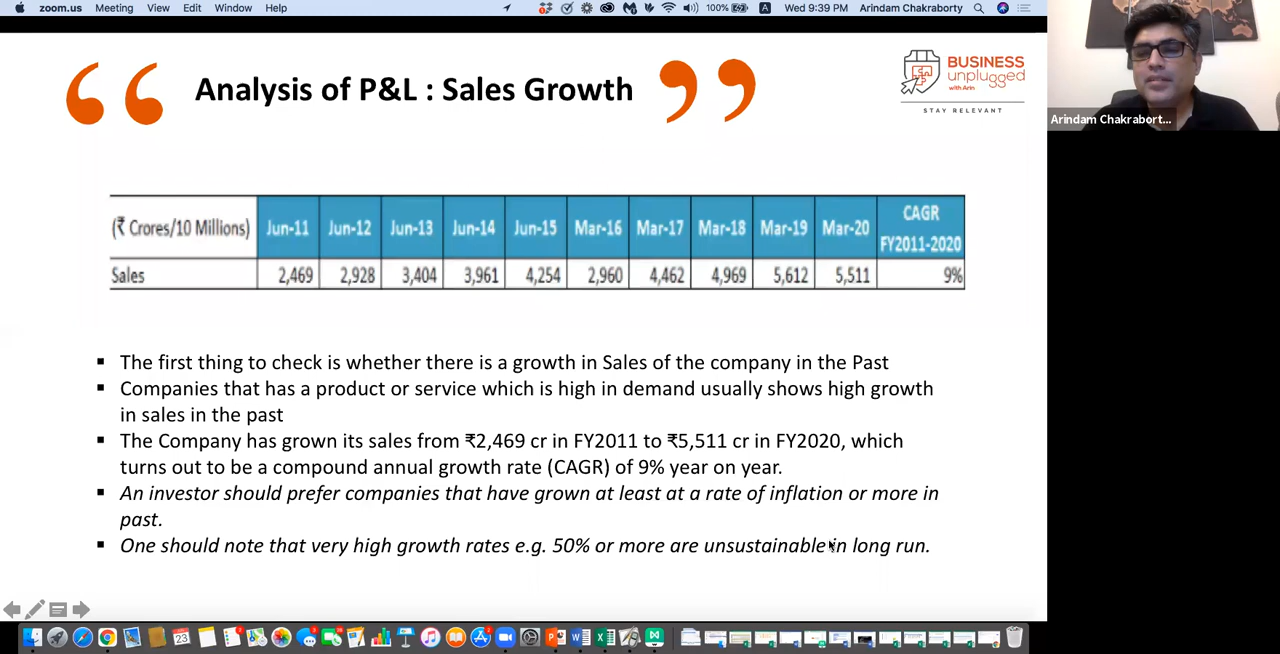 zoom.us Meeting View Edit Window Help 100% A Wed 9:39 PM Arindam Chakraborty
Analysis of P&L : Sales Growth
BUSINESS
unplugged
with Arin
STAY RELEVANT
Arindam Chakrabort...
(₹ Crores/10 Millions) Jun-11 Jun-12 Jun-13 Jun-14 Jun-15 Mar-16 Mar-17 Mar-18 Mar-19 Mar-20 CAGR
FY2011-2020
Sales 2,469 2,928 3,404 3,961 4,254 2,960 4,462 4,969 5,612 5,511 9%
▪ The first thing to check is whether there is a growth in Sales of the company in the Past
▪ Companies that has a product or service which is high in demand usually shows high growth
in sales in the past
▪ The Company has grown its sales from ₹2,469 cr in FY2011 to ₹5,511 cr in FY2020, which
turns out to be a compound annual growth rate (CAGR) of 9% year on year.
▪ An investor should prefer companies that have grown at least at a rate of inflation or more in
past.
▪ One should note that very high growth rates e.g. 50% or more are unsustainable in long run.
23